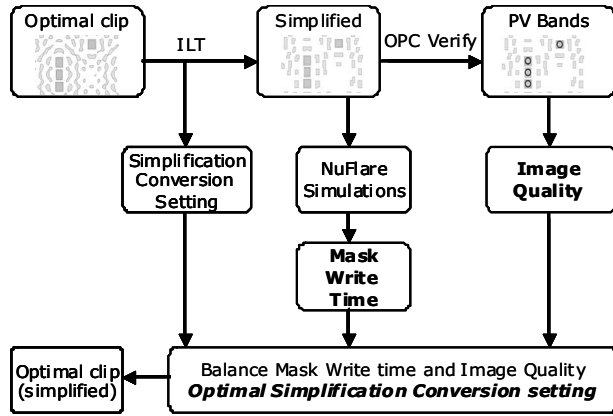 Optimal clip
ILT
Simplified
OPC Verify
PV Bands
Simplification
Conversion
Setting
NuFlare
Simulations
Image
Quality
Mask
Write
Time
Optimal clip
(simplified)
Balance Mask Write time and Image Quality
Optimal Simplification Conversion setting